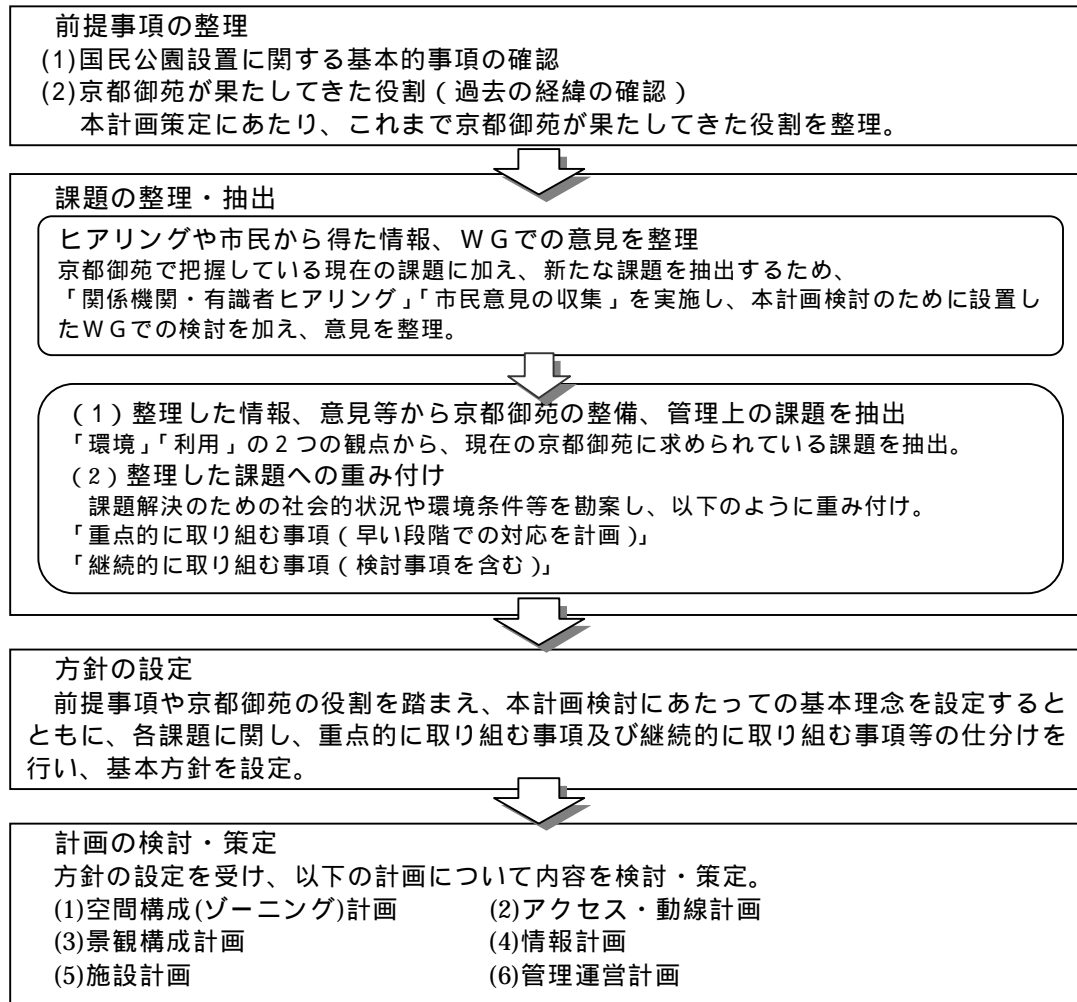 前提事項の整理
(1)国民公園設置に関する基本的事項の確認
(2)京都御苑が果たしてきた役割（過去の経緯の確認）
本計画策定にあたり、これまで京都御苑が果たしてきた役割を整理。
課題の整理・抽出
ヒアリングや市民から得た情報、ＷＧでの意見を整理
京都御苑で把握している現在の課題に加え、新たな課題を抽出するため、
「関係機関・有識者ヒアリング」「市民意見の収集」を実施し、本計画検討のために設置し
たＷＧでの検討を加え、意見を整理。
（１）整理した情報、意見等から京都御苑の整備、管理上の課題を抽出
「環境」「利用」の２つの観点から、現在の京都御苑に求められている課題を抽出。
（２）整理した課題への重み付け
課題解決のための社会的状況や環境条件等を勘案し、以下のように重み付け。
「重点的に取り組む事項（早い段階での対応を計画）」
「継続的に取り組む事項（検討事項を含む）」
方針の設定
前提事項や京都御苑の役割を踏まえ、本計画検討にあたっての基本理念を設定すると
ともに、各課題に関し、重点的に取り組む事項及び継続的に取り組む事項等の仕分けを
行い、基本方針を設定。
計画の検討・策定
方針の設定を受け、以下の計画について内容を検討・策定。
(1)空間構成(ゾーニング)計画 (2)アクセス・動線計画
(3)景観構成計画 (4)情報計画
(5)施設計画 (6)管理運営計画